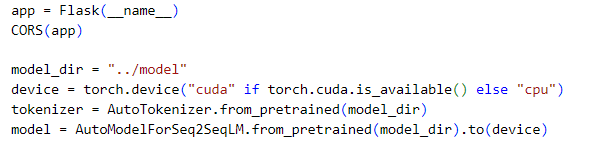 app = Flask(__name__)
CORS(app)
model_dir = "../model"
device = torch.device("cuda" if torch.cuda.is_available() else "cpu")
tokenizer = AutoTokenizer.from_pretrained(model_dir)
model = AutoModelForSeq2SeqLM.from_pretrained(model_dir).to(device)